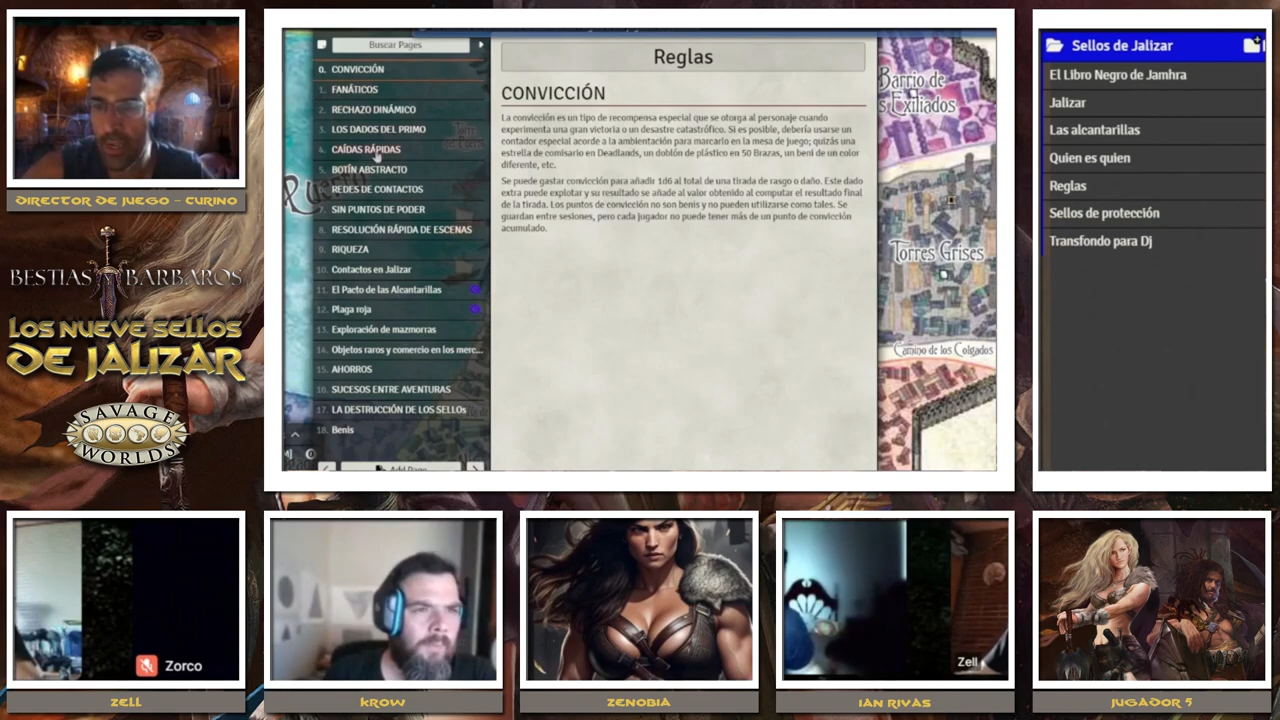 DIRECTOR DE JUEGO - CURINO
BESTIAS BARBAROS
LOS NUEVE SELLOS
DE JALIZAR
SAVAGE
WORLDS
Buscar Pages
0. CONVICCIÓN
1. FANÁTICOS
2. RECHAZO DINÁMICO
3. LOS DADOS DEL PRIMO
4. CAÍDAS RÁPIDAS
5. BOTÍN ABSTRACTO
REDES DE CONTACTOS
7. SIN PUNTOS DE PODER
8. RESOLUCIÓN RÁPIDA DE ESCENAS
9. RIQUEZA
10. Contactos en Jalizar
11. El Pacto de las Alcantarillas
12. Plaga roja
13. Exploración de mazmorras
14. Objetos raros y comercio en los merc...
15. AHORROS
16. SUCESOS ENTRE AVENTURAS
17. LA DESTRUCCIÓN DE LOS SELLOs
18. Benis
Add Page
Reglas
CONVICCIÓN
La convicción es un tipo de recompensa especial que se otorga al personaje cuando
experimenta una gran victoria o un desastre catastrófico. Si es posible, debería usarse un
contador especial acorde a la ambientación para marcarlo en la mesa de juego; quizás una
estrella de comisario en Deadlands, un doblón de plástico en 50 Brazas, un beni de un color
diferente, etc.
Se puede gastar convicción para añadir 1d6 al total de una tirada de rasgo o daño. Este dado
extra puede explotar y su resultado se añade al valor obtenido al computar el resultado final
de la tirada. Los puntos de convicción no son benis y no pueden utilizarse como tales. Se
guardan entre sesiones, pero cada jugador no puede tener más de un punto de convicción
acumulado.
Barrio de
s Exiliados
Torres Grises
Camino de los Colgados
Sellos de Jalizar
El Libro Negro de Jamhra
Jalizar
Las alcantarillas
Quien es quien
Reglas
Sellos de protección
Transfondo para Dj
Zorco
Zell
ZELL
KROW
ZENOBIA
IAN RIVAS
JUGADOR 5